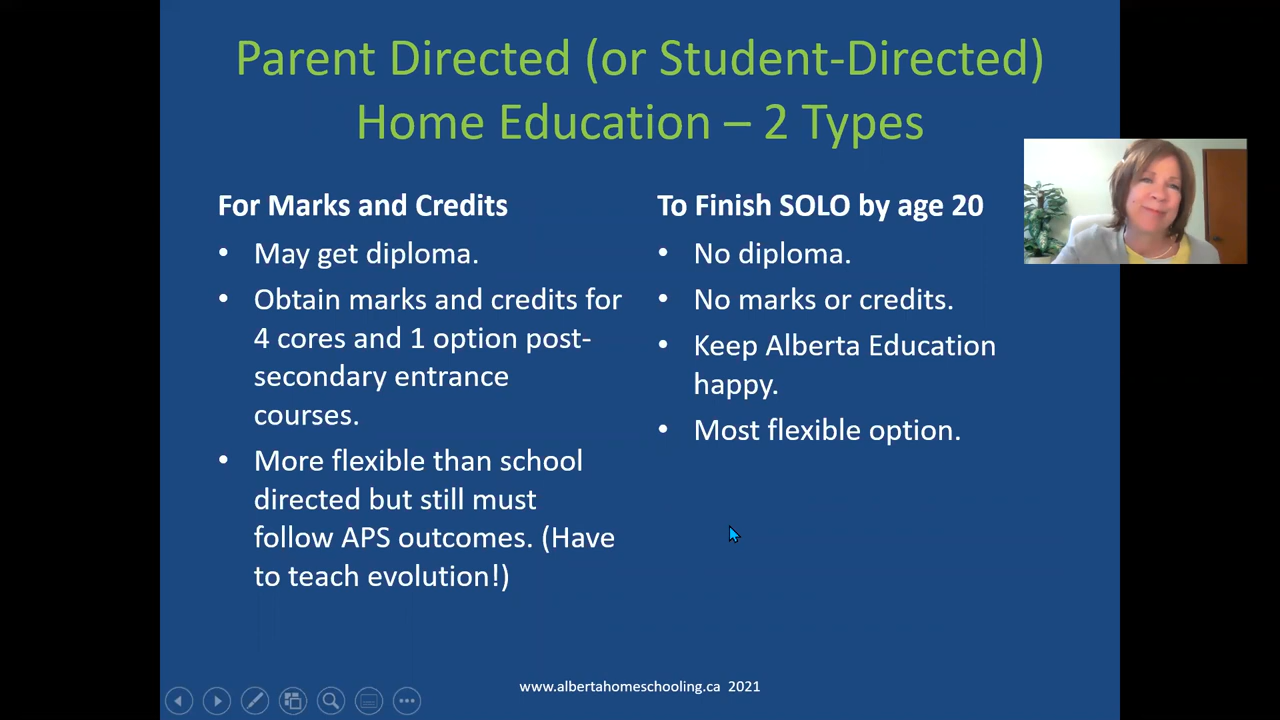 Parent Directed (or Student-Directed)
Home Education – 2 Types
For Marks and Credits
• May get diploma.
• Obtain marks and credits for
4 cores and 1 option post-
secondary entrance
courses.
• More flexible than school
directed but still must
follow APS outcomes. (Have
to teach evolution!)
To Finish SOLO by age 20
• No diploma.
• No marks or credits.
• Keep Alberta Education
happy.
• Most flexible option.
www.albertahomeschooling.ca 2021